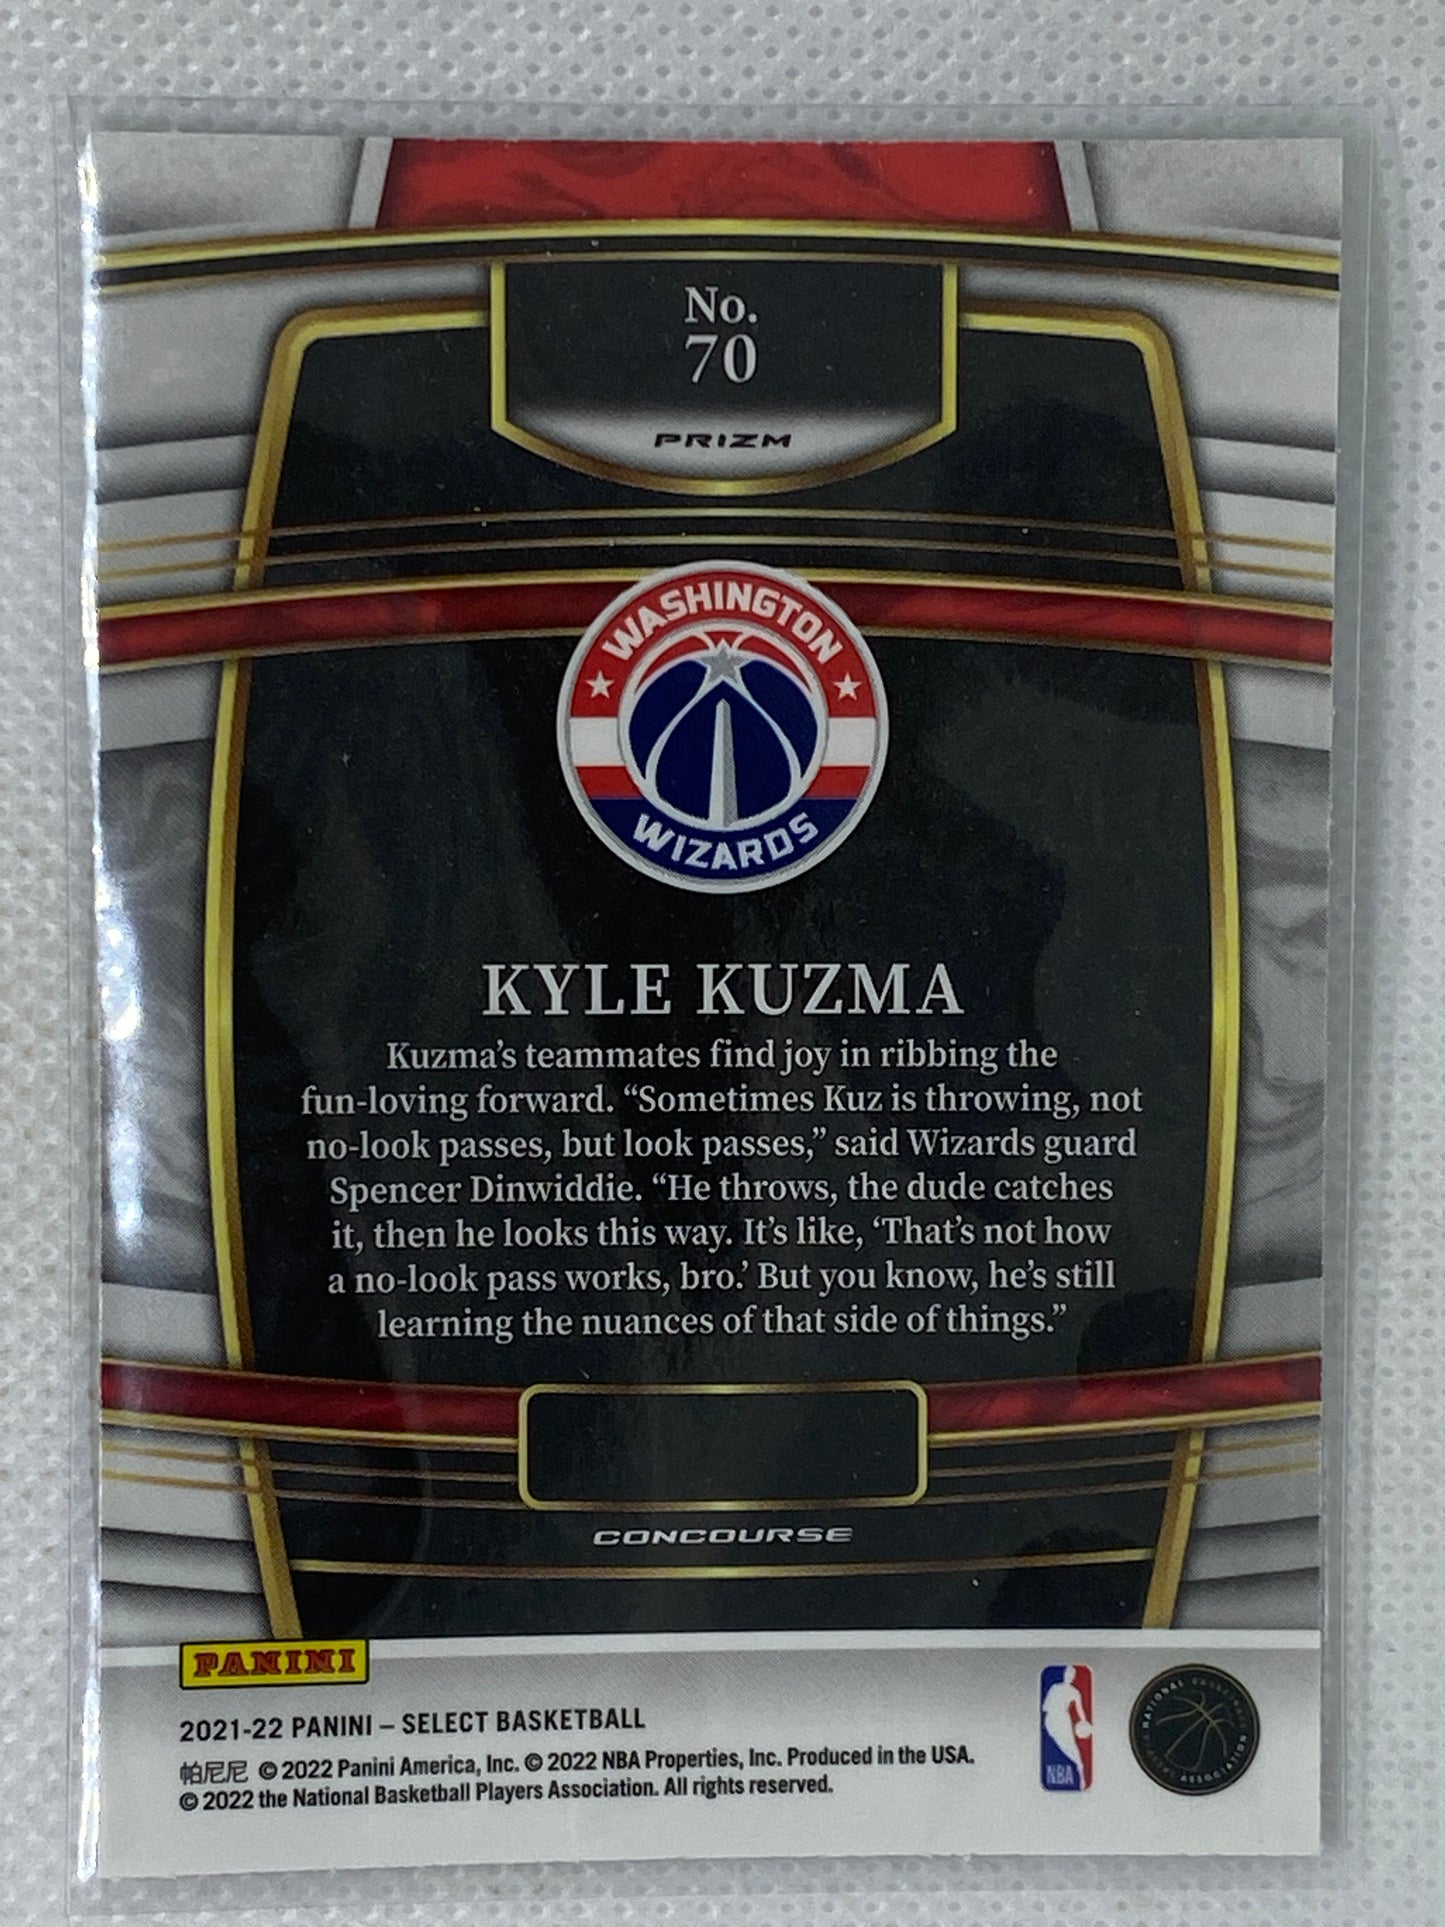 No.
70
PRIZM
WASHINGTON
WIZARDS
KYLE KUZMA
Kuzma’s teammates find joy in ribbing the
fun-loving forward. “Sometimes Kuz is throwing, not
no-look passes, but look passes,” said Wizards guard
Spencer Dinwiddie. “He throws, the dude catches
it, then he looks this way. It’s like, ‘That’s not how
a no-look pass works, bro.’ But you know, he’s still
learning the nuances of that side of things.”
CONCOURSE
PANINI
2021-22 PANINI – SELECT BASKETBALL
帕尼尼 © 2022 Panini America, Inc. © 2022 NBA Properties, Inc. Produced in the USA.
© 2022 the National Basketball Players Association. All rights reserved.
NBA
NATIONAL BASKETBALL
ASSOCIATION